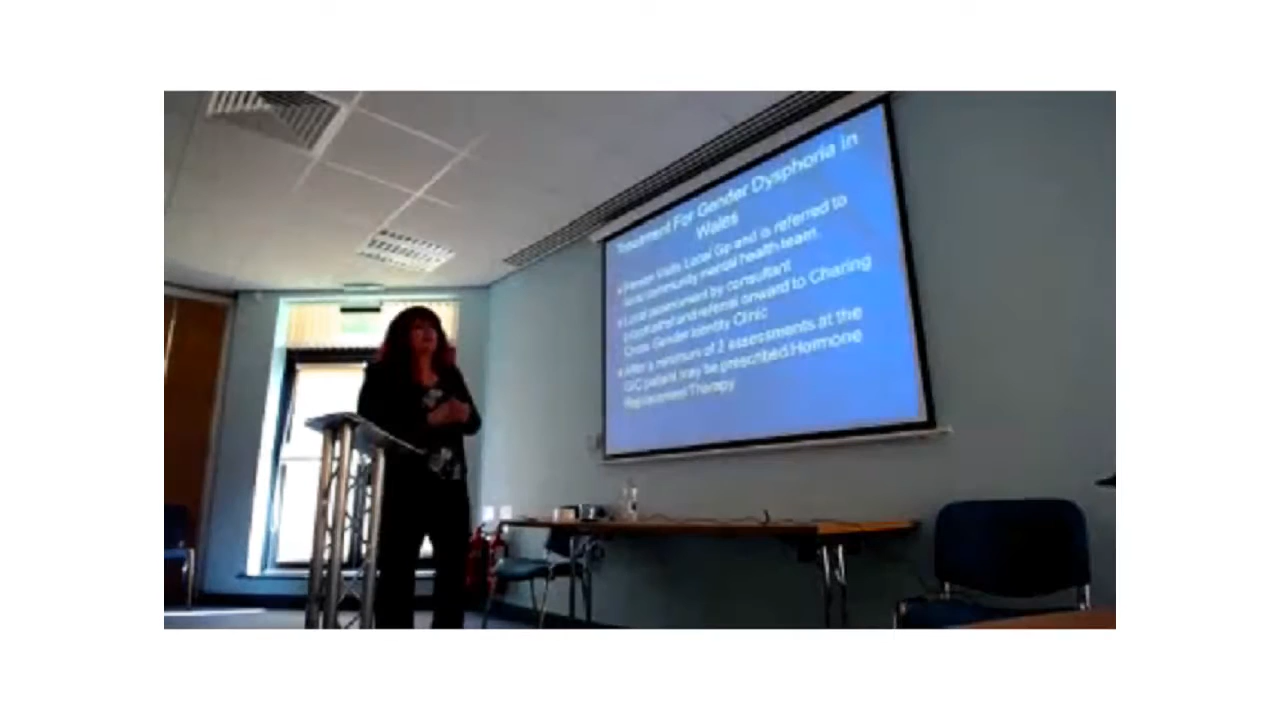 Treatment For Gender Dysphoria in
Wales
Person Visits Local Gp and is referred to
local community mental health team.
Local assessment by consultant
psychiatrist and referral onward to Charing
Cross Gender Identity Clinic
After a minimum of 2 assessments at the
GIC patient may be prescribed Hormone
Replacement Therapy